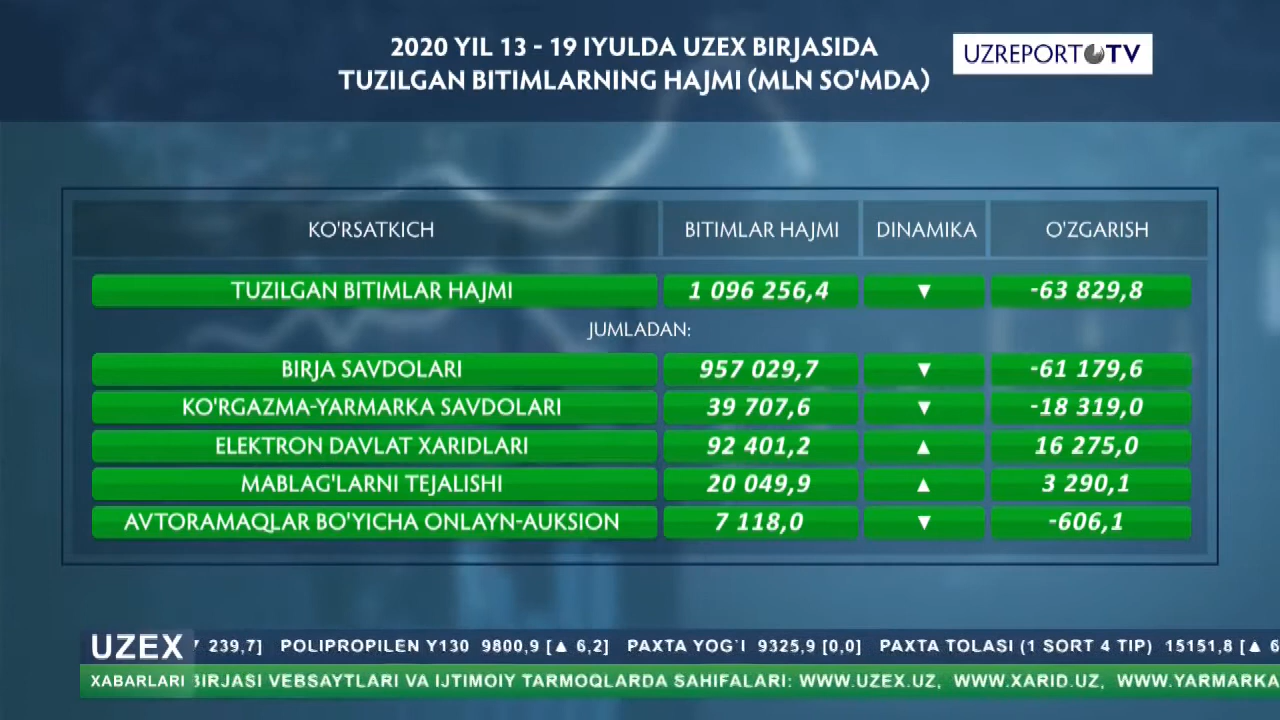 2020 YIL 13 - 19 IYULDA UZEX BIRJASIDA
TUZILGAN BITIMLARNING HAJMI (MLN SO'MDA)
UZREPORT TV
KO'RSATKICH BITIMLAR HAJMI DINAMIKA O'ZGARISH
TUZILGAN BITIMLAR HAJMI 1 096 256,4 ▼ -63 829,8
JUMLADAN:
BIRJA SAVDOLARI 957 029,7 ▼ -61 179,6
KO'RGAZMA-YARMARKA SAVDOLARI 39 707,6 ▼ -18 319,0
ELEKTRON DAVLAT XARIDLARI 92 401,2 ▲ 16 275,0
MABLAG'LARNI TEJALISHI 20 049,9 ▲ 3 290,1
AVTORAMAQLAR BO'YICHA ONLAYN-AUKSION 7 118,0 ▼ -606,1
UZEX 239,7] POLIPROPILEN Y130 9800,9 [▲ 6,2] PAXTA YOG`I 9325,9 [0,0] PAXTA TOLASI (1 SORT 4 TIP) 15151,8 [▲ 6
XABARLARI BIRJASI VEBSAYTLARI VA IJTIMOIY TARMOQLARDA SAHIFALARI: WWW.UZEX.UZ, WWW.XARID.UZ, WWW.YARMARKA